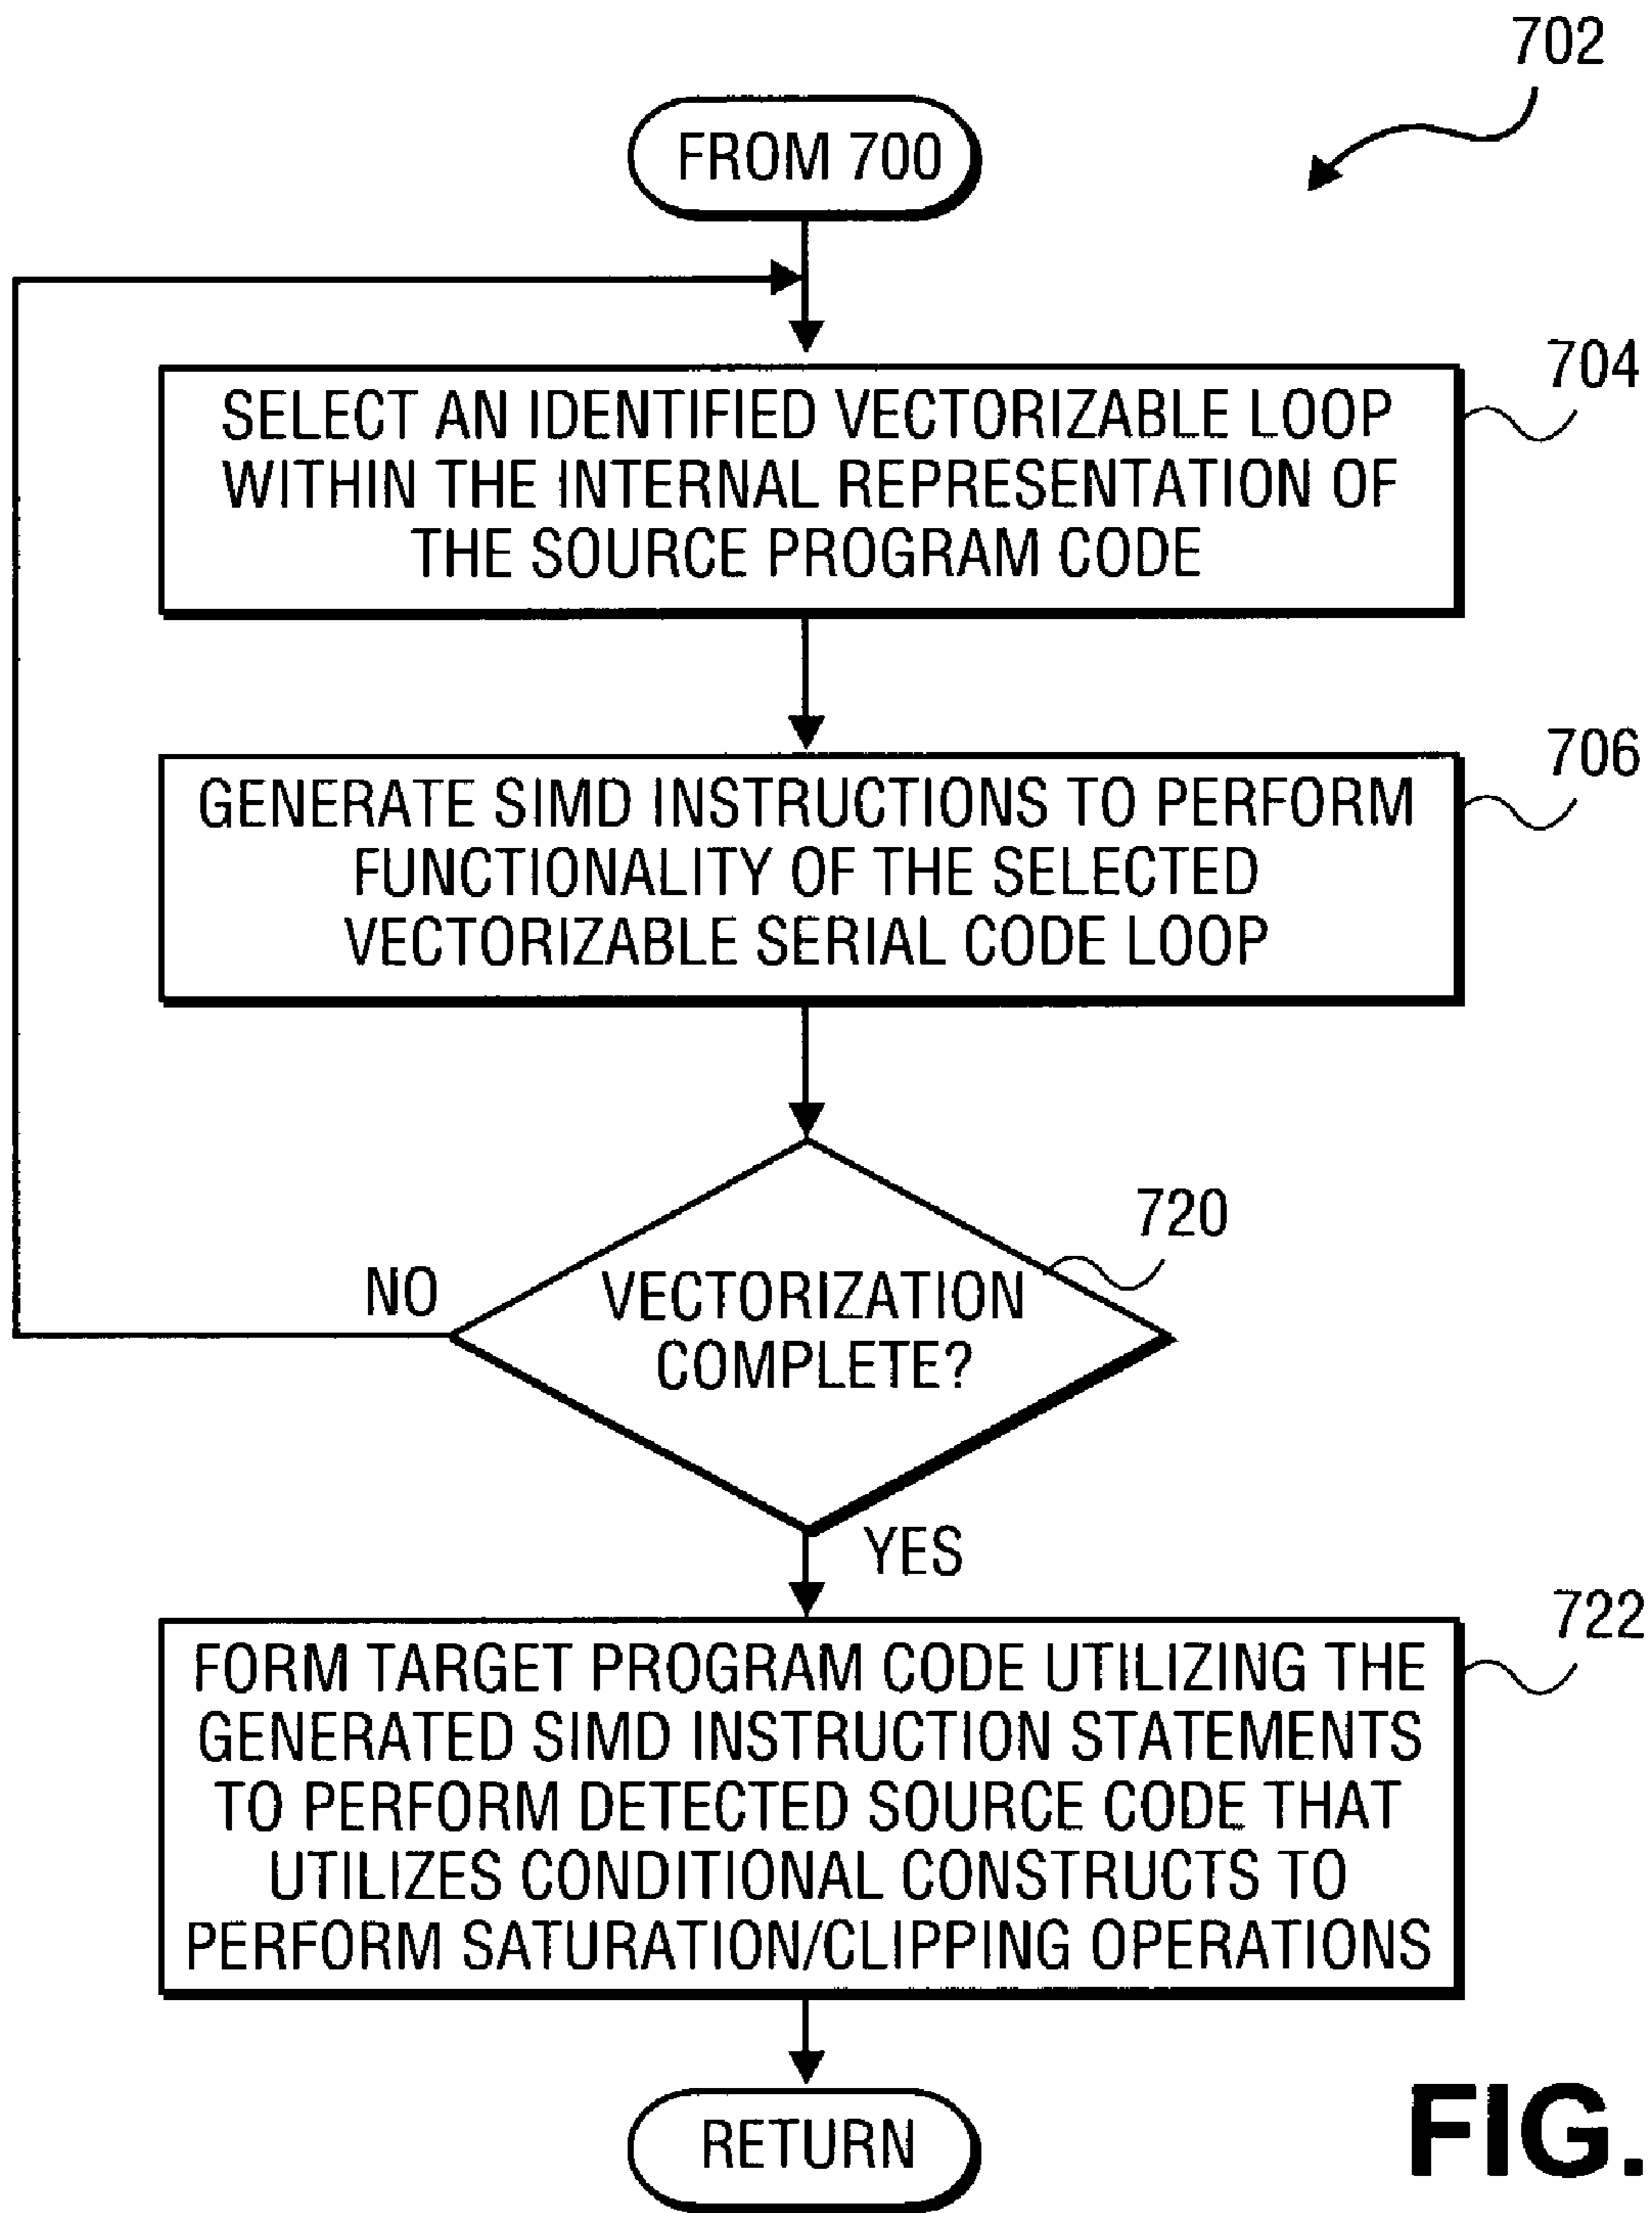 702
FROM 700
704
SELECT AN IDENTIFIED VECTORIZABLE LOOP
WITHIN THE INTERNAL REPRESENTATION OF
THE SOURCE PROGRAM CODE
706
GENERATE SIMD INSTRUCTIONS TO PERFORM
FUNCTIONALITY OF THE SELECTED
VECTORIZABLE SERIAL CODE LOOP
720
NO
VECTORIZATION
COMPLETE?
YES
722
FORM TARGET PROGRAM CODE UTILIZING THE
GENERATED SIMD INSTRUCTION STATEMENTS
TO PERFORM DETECTED SOURCE CODE THAT
UTILIZES CONDITIONAL CONSTRUCTS TO
PERFORM SATURATION/CLIPPING OPERATIONS
RETURN
FIG.